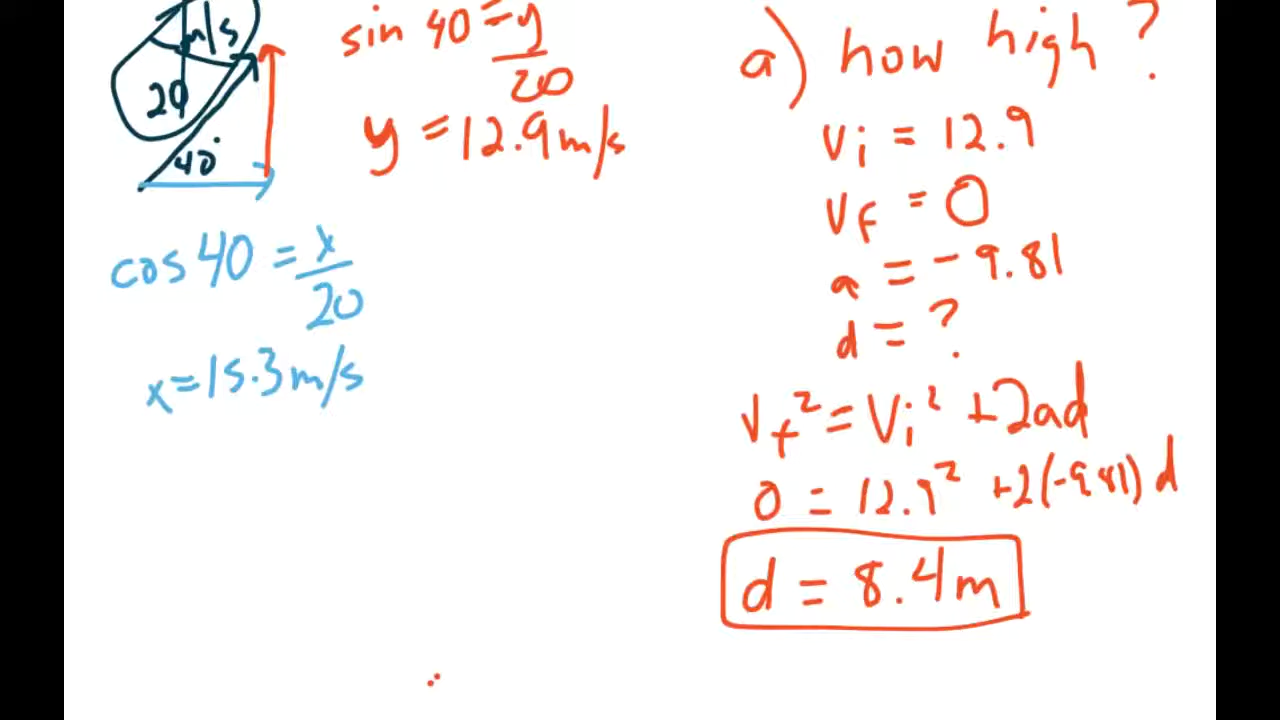 20 m/s
40°
sin 40 = y/20
y = 12.9 m/s
cos 40 = x/20
x = 15.3 m/s
a) how high ?
vi = 12.9
vf = 0
a = -9.81
d = ?
vf² = Vi² + 2ad
0 = 12.9² + 2(-9.81) d
d = 8.4 m